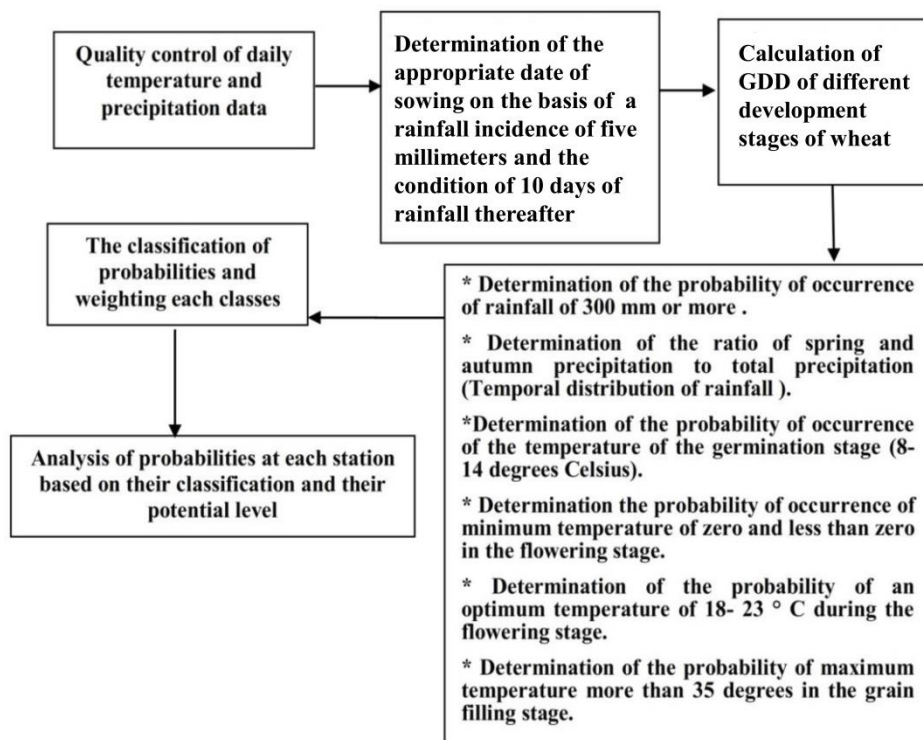 Quality control of daily
temperature and
precipitation data
Determination of the
appropriate date of
sowing on the basis of a
rainfall incidence of five
millimeters and the
condition of 10 days of
rainfall thereafter
Calculation of
GDD of different
development
stages of wheat
* Determination of the probability of occurrence
of rainfall of 300 mm or more .
* Determination of the ratio of spring and
autumn precipitation to total precipitation
(Temporal distribution of rainfall ).
*Determination of the probability of occurrence
of the temperature of the germination stage (8-
14 degrees Celsius).
* Determination the probability of occurrence of
minimum temperature of zero and less than zero
in the flowering stage.
* Determination of the probability of an
optimum temperature of 18- 23 ° C during the
flowering stage.
* Determination of the probability of maximum
temperature more than 35 degrees in the grain
filling stage.
The classification of
probabilities and
weighting each classes
Analysis of probabilities at each station
based on their classification and their
potential level